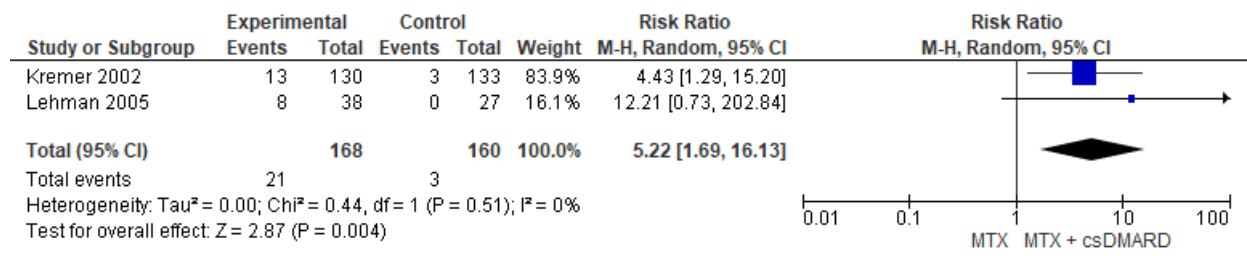 Experimental Control Risk Ratio Risk Ratio
Study or Subgroup Events Total Events Total Weight M-H, Random, 95% CI M-H, Random, 95% CI
Kremer 2002 13 130 3 133 83.9% 4.43 [1.29, 15.20]
Lehman 2005 8 38 0 27 16.1% 12.21 [0.73, 202.84]
Total (95% CI) 168 160 100.0% 5.22 [1.69, 16.13]
Total events 21 3
Heterogeneity: Tau² = 0.00; Chi² = 0.44, df = 1 (P = 0.51); I² = 0%
Test for overall effect: Z = 2.87 (P = 0.004)
0.01 0.1 1 10 100
MTX MTX + csDMARD